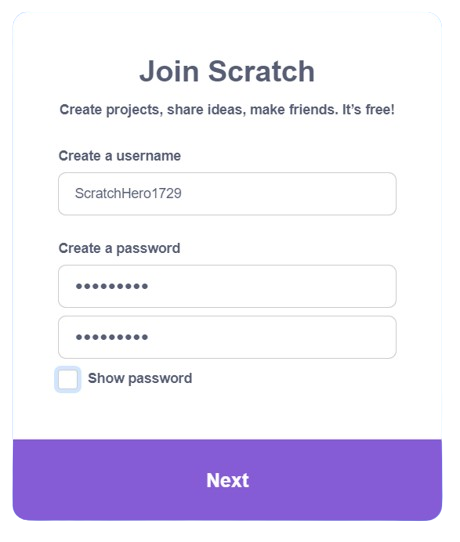 Join Scratch
Create projects, share ideas, make friends. It’s free!
Create a username
ScratchHero1729
Create a password
•••••••••
•••••••••
Show password
Next